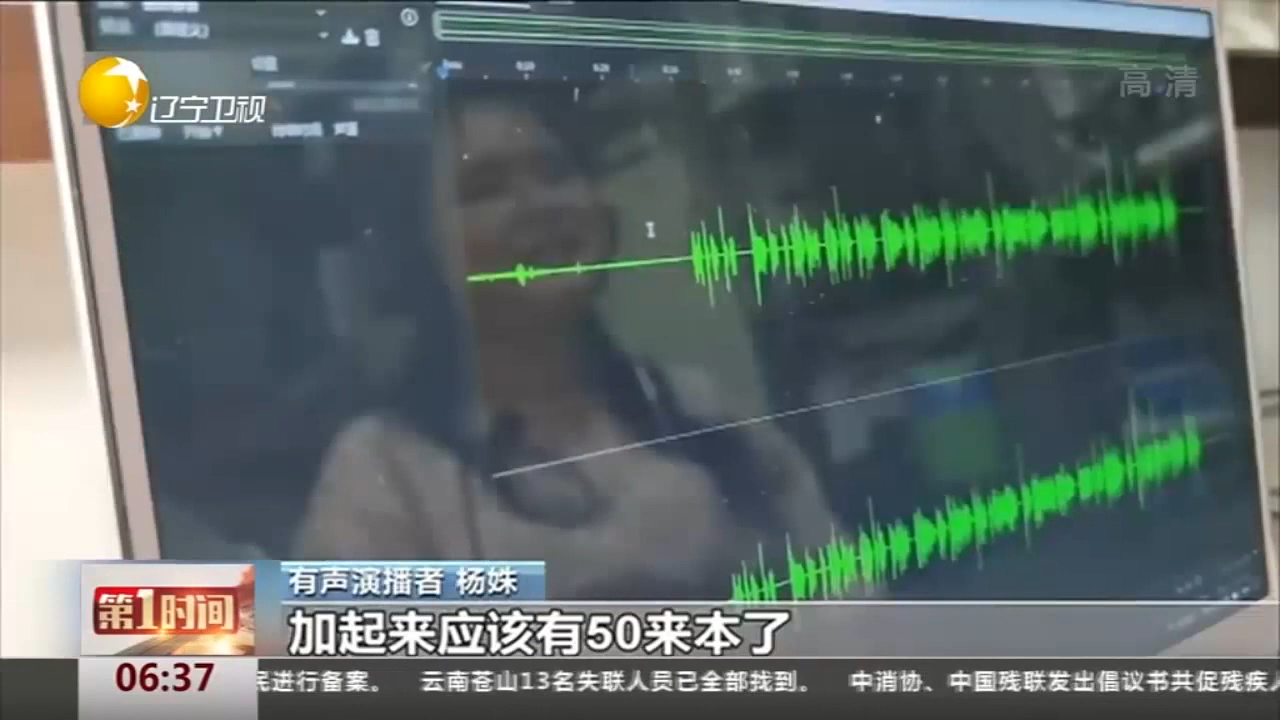 高清
辽宁卫视
有声演播者 杨姝
加起来应该有50来本了
第1时间
06:37
民进行备案。 云南苍山13名失联人员已全部找到。 中消协、中国残联发出倡议书共促残疾人